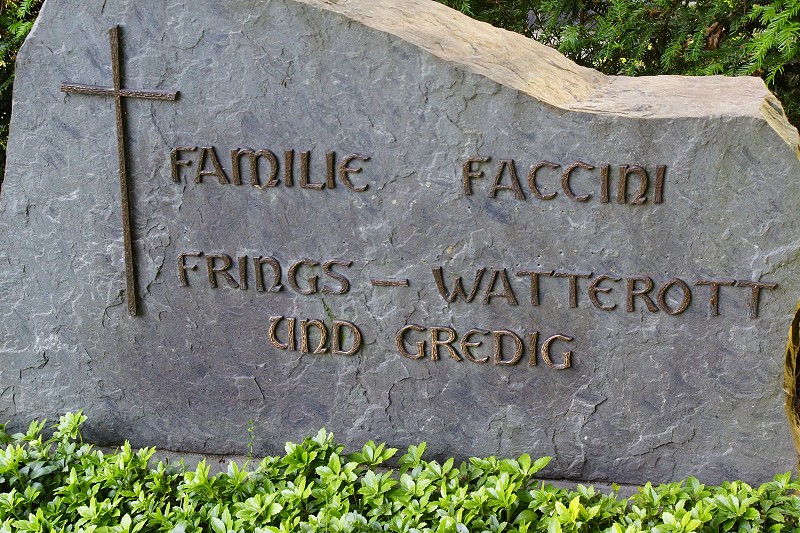 FAMILIE FACCINI
FRINGS – WATTEROTT
UND GREDIG